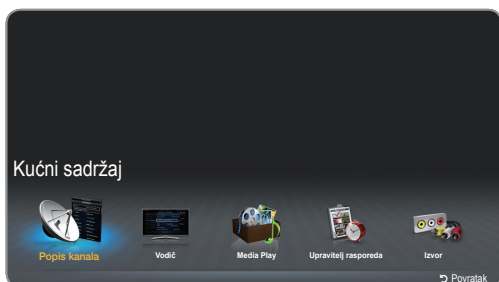 Kućni sadržaj
Popis kanala Vodič Media Play Upravitelj rasporeda Izvor
Povratak